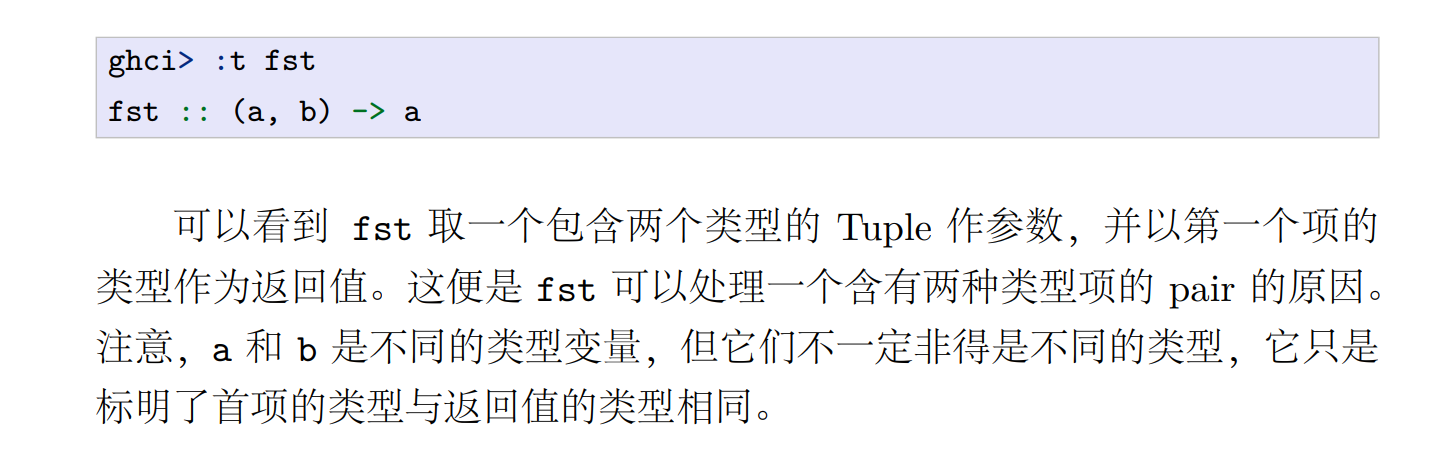 ghci> :t fst
fst :: (a, b) -> a
可以看到 fst 取一个包含两个类型的 Tuple 作参数，并以第一个项的
类型作为返回值。这便是 fst 可以处理一个含有两种类型项的 pair 的原因。
注意，a 和 b 是不同的类型变量，但它们不一定非得是不同的类型，它只是
标明了首项的类型与返回值的类型相同。